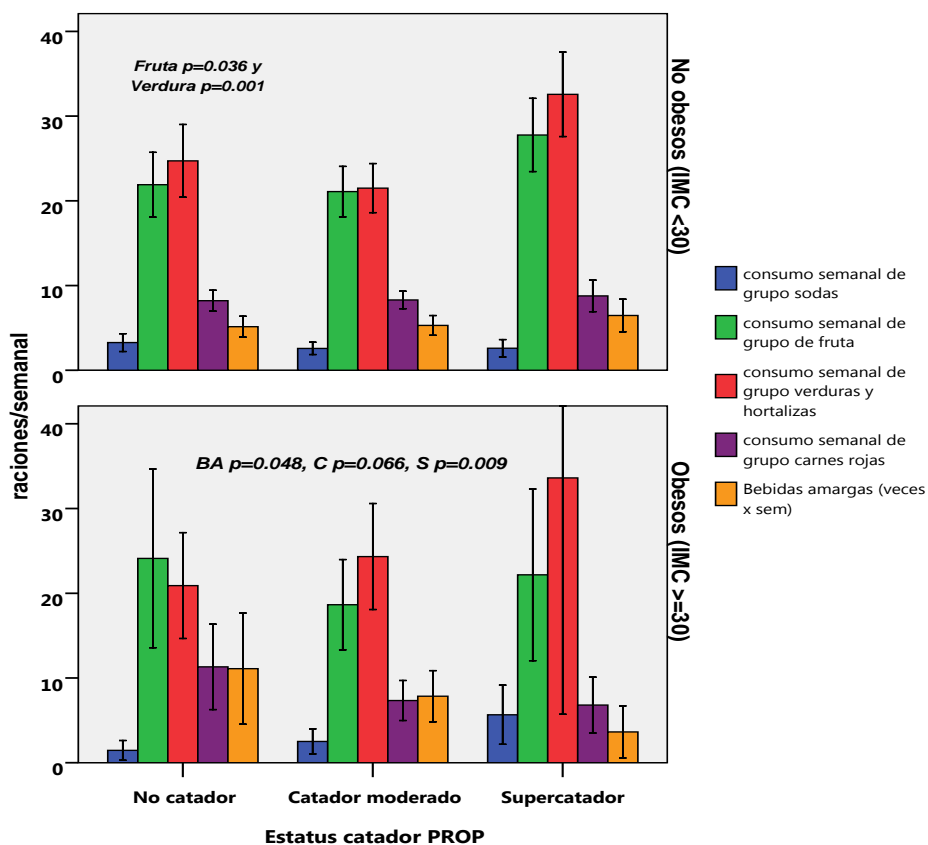 40
30
20
10
0
Fruta p=0.036 y
Verdura p=0.001
No obesos (IMC <30)
raciones/semanal
40
30
20
10
0
BA p=0.048, C p=0.066, S p=0.009
Obesos (IMC >=30)
No catador
Catador moderado
Supercatador
Estatus catador PROP
consumo semanal de
grupo sodas
consumo semanal de
grupo de fruta
consumo semanal de
grupo verduras y
hortalizas
consumo semanal de
grupo carnes rojas
Bebidas amargas (veces
x sem)